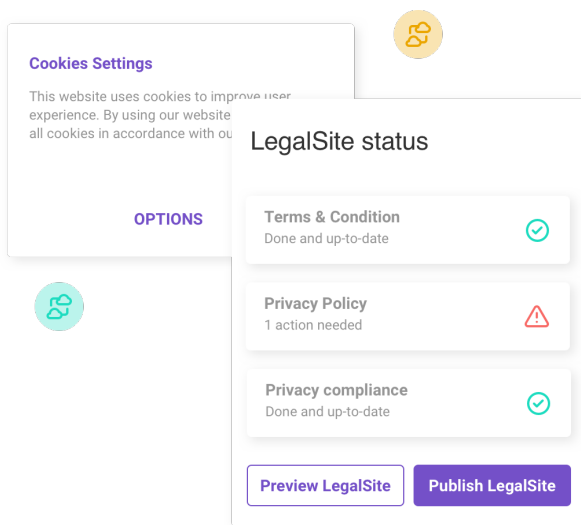 Cookies Settings
This website uses cookies to improve user
experience. By using our website
all cookies in accordance with
OPTIONS
LegalSite status
Terms & Condition
Done and up-to-date
Privacy Policy
1 action needed
Privacy compliance
Done and up-to-date
Preview LegalSite
Publish LegalSite